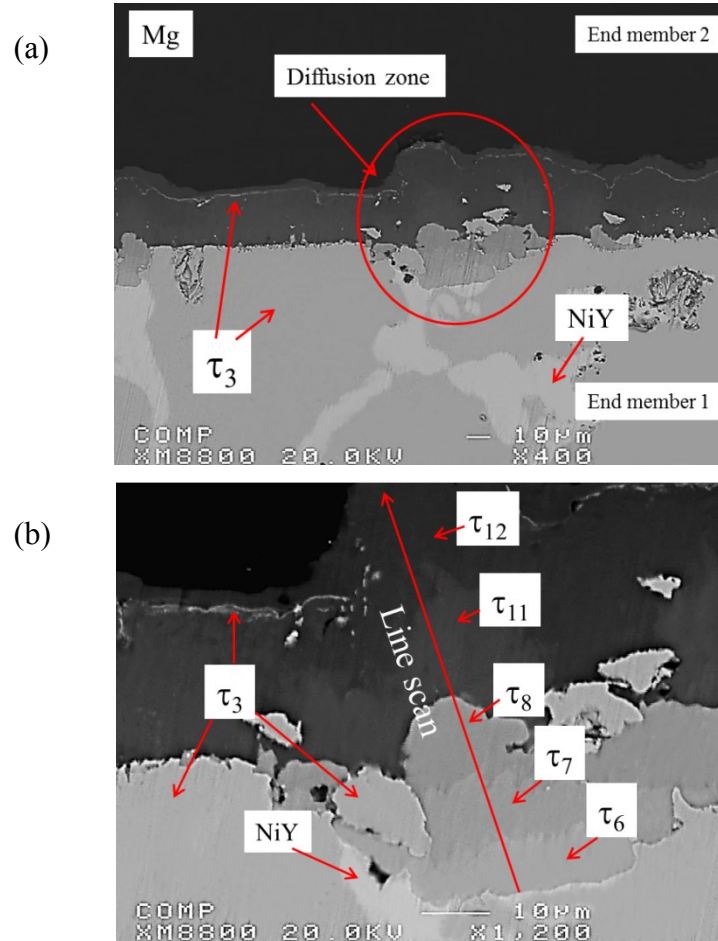 (a)
Mg
End member 2
Diffusion zone
τ3
NiY
End member 1
COMP 10µm
XM8800 20.0KV X400
(b)
τ12
τ11
Line scan
τ8
τ3
τ7
τ6
NiY
COMP 10µm
XM8800 20.0KV X1,200